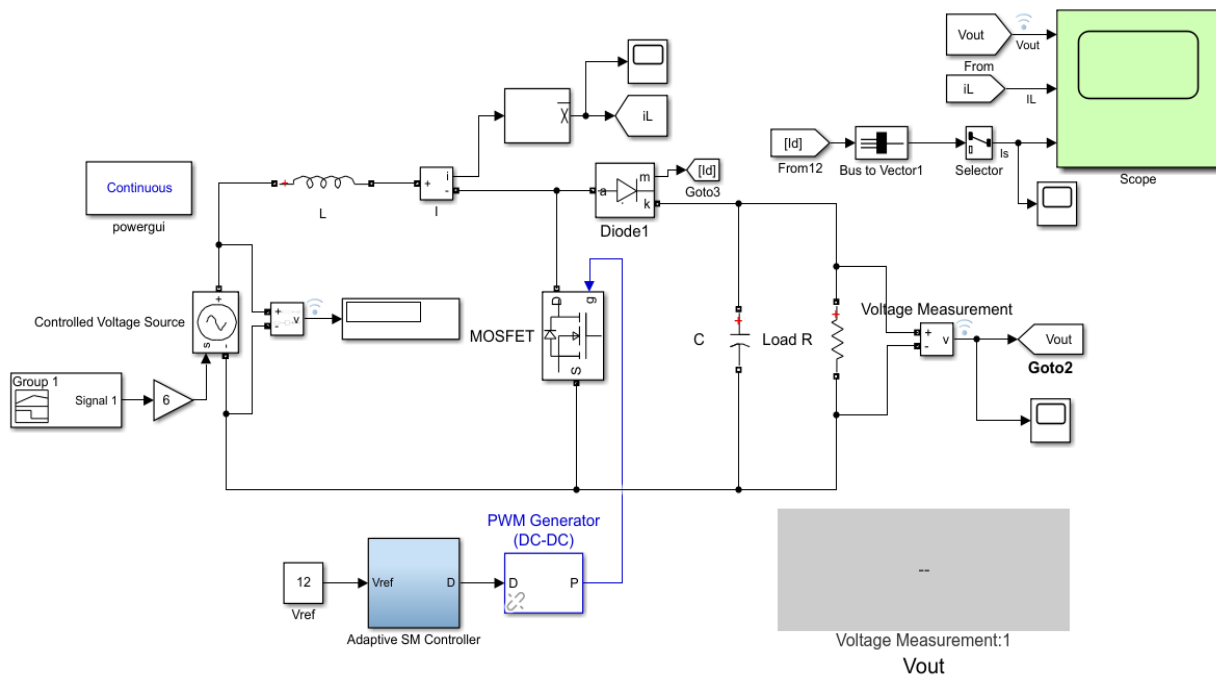 Vout
Vout
From
iL
IL
[Id]
From12
Bus to Vector1
Selector
Is
Scope
X
iL
Continuous
powergui
+
L
+
-
i
I
a
m
k
Diode1
[Id]
Goto3
Controlled Voltage Source
+
s
-
+
-
v
MOSFET
D
g
S
+
C
Load R
+
Voltage Measurement
+
-
v
Vout
Goto2
Group 1
Signal 1
6
PWM Generator
(DC-DC)
12
Vref
Vref
D
Adaptive SM Controller
D
P
--
Voltage Measurement:1
Vout